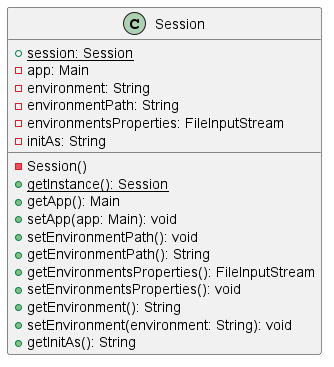 C Session
session: Session
app: Main
environment: String
environmentPath: String
environmentsProperties: FileInputStream
initAs: String
Session()
getInstance(): Session
getApp(): Main
setApp(app: Main): void
setEnvironmentPath(): void
getEnvironmentPath(): String
getEnvironmentsProperties(): FileInputStream
setEnvironmentsProperties(): void
getEnvironment(): String
setEnvironment(environment: String): void
getInitAs(): String